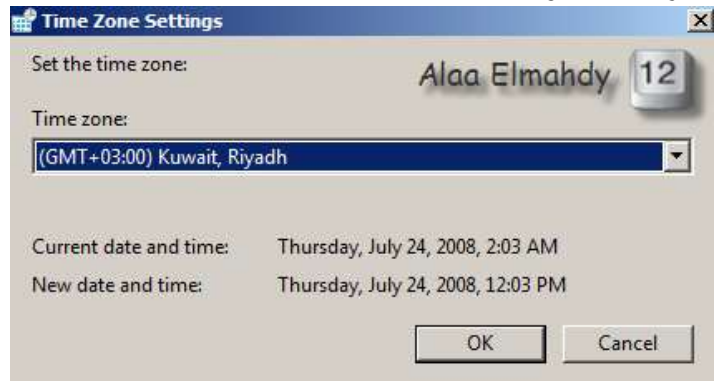 Time Zone Settings
Set the time zone:
Alaa Elmahdy 12
Time zone:
(GMT+03:00) Kuwait, Riyadh
Current date and time: Thursday, July 24, 2008, 2:03 AM
New date and time: Thursday, July 24, 2008, 12:03 PM
OK Cancel